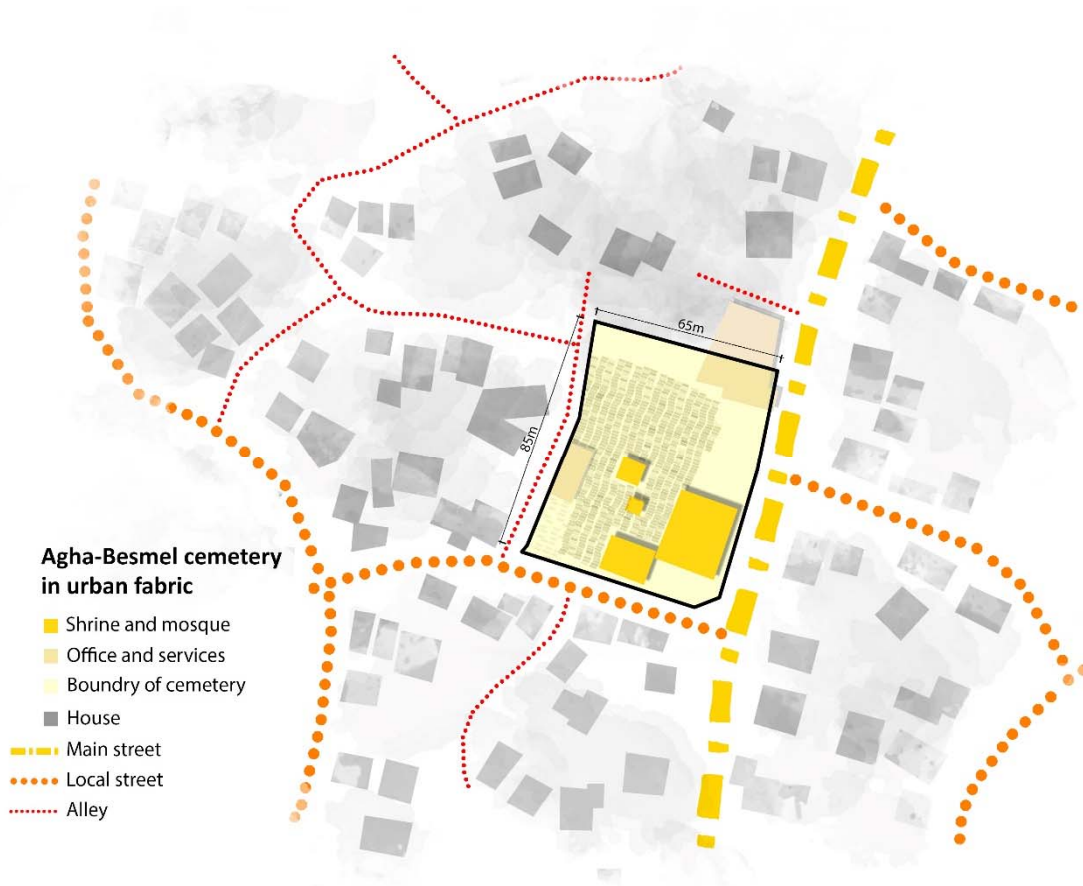 65m
85m
Agha-Besmel cemetery
in urban fabric
Shrine and mosque
Office and services
Boundry of cemetery
House
Main street
Local street
Alley